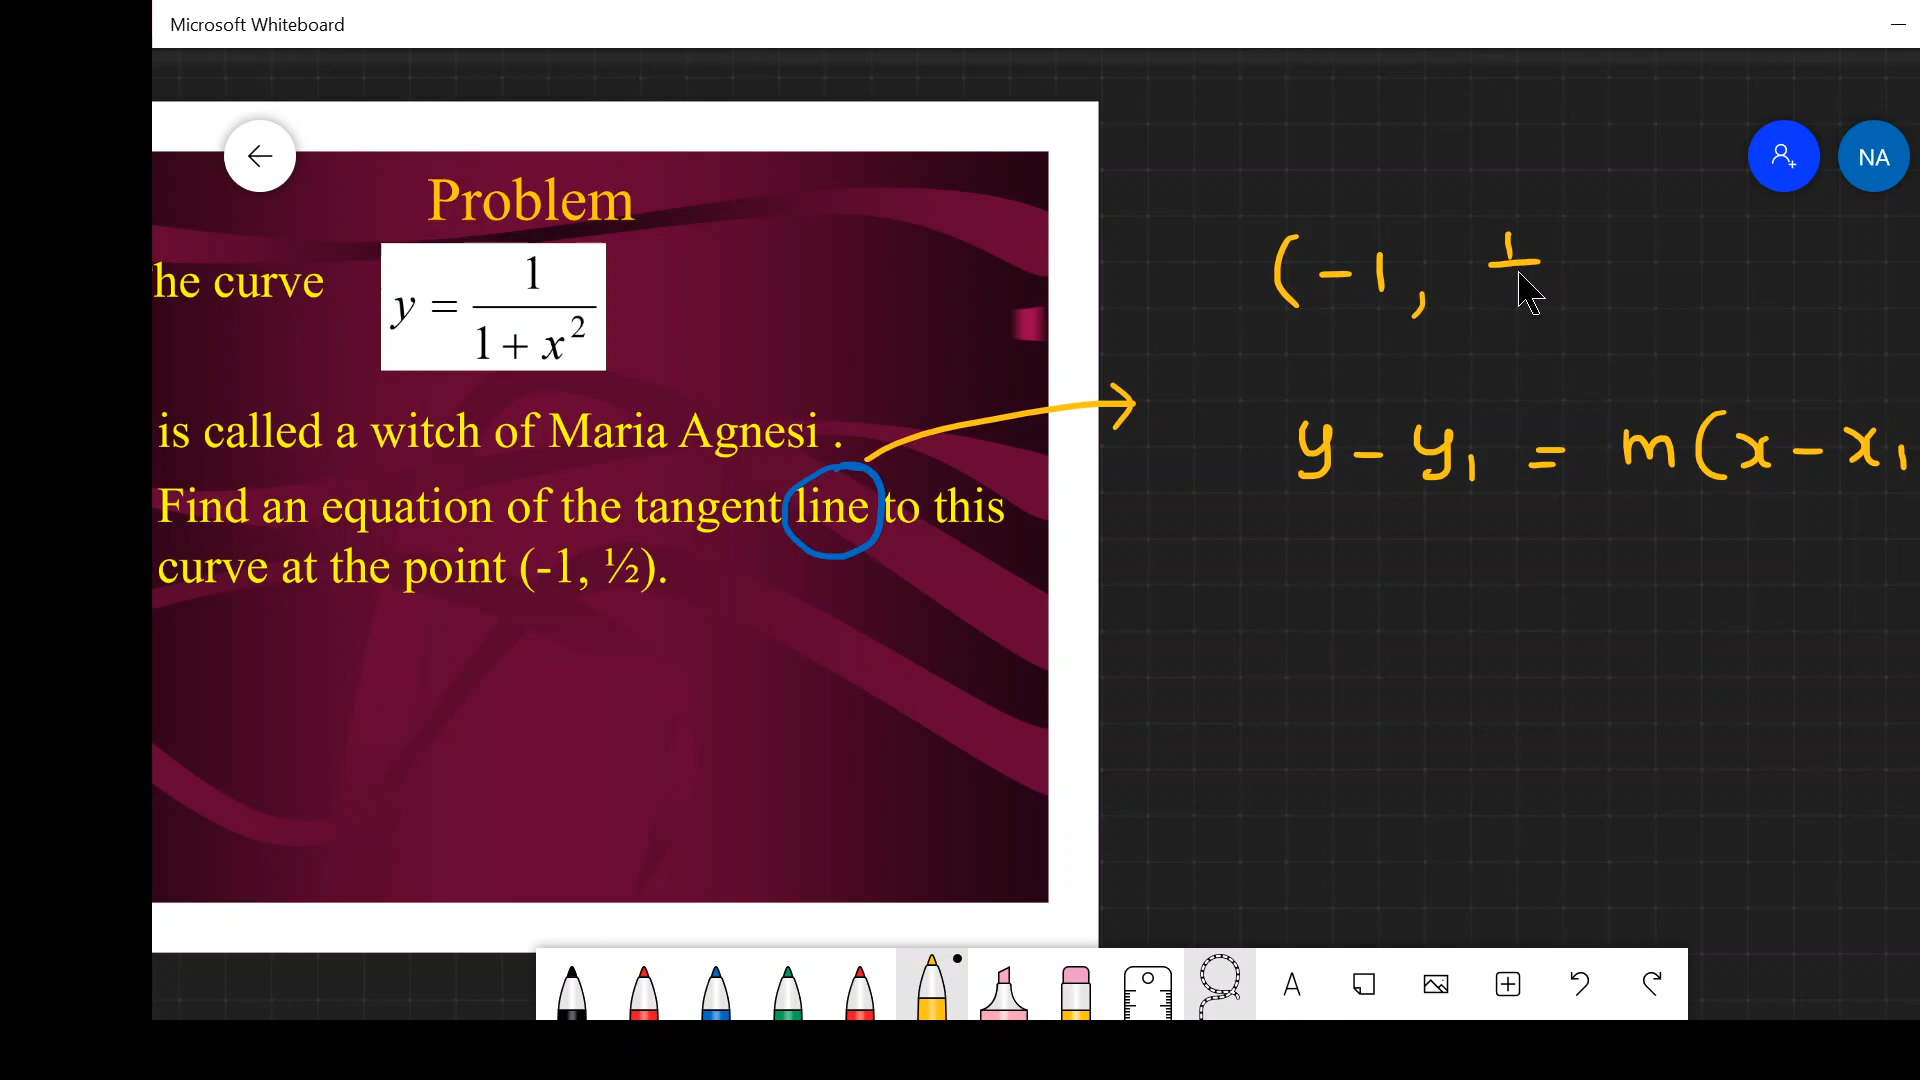 Microsoft Whiteboard
NA
Problem
he curve
y = 1 / 1 + x²
is called a witch of Maria Agnesi .
Find an equation of the tangent line to this
curve at the point (-1, ½).
(-1, 1
y - y₁ = m(x - x₁
A